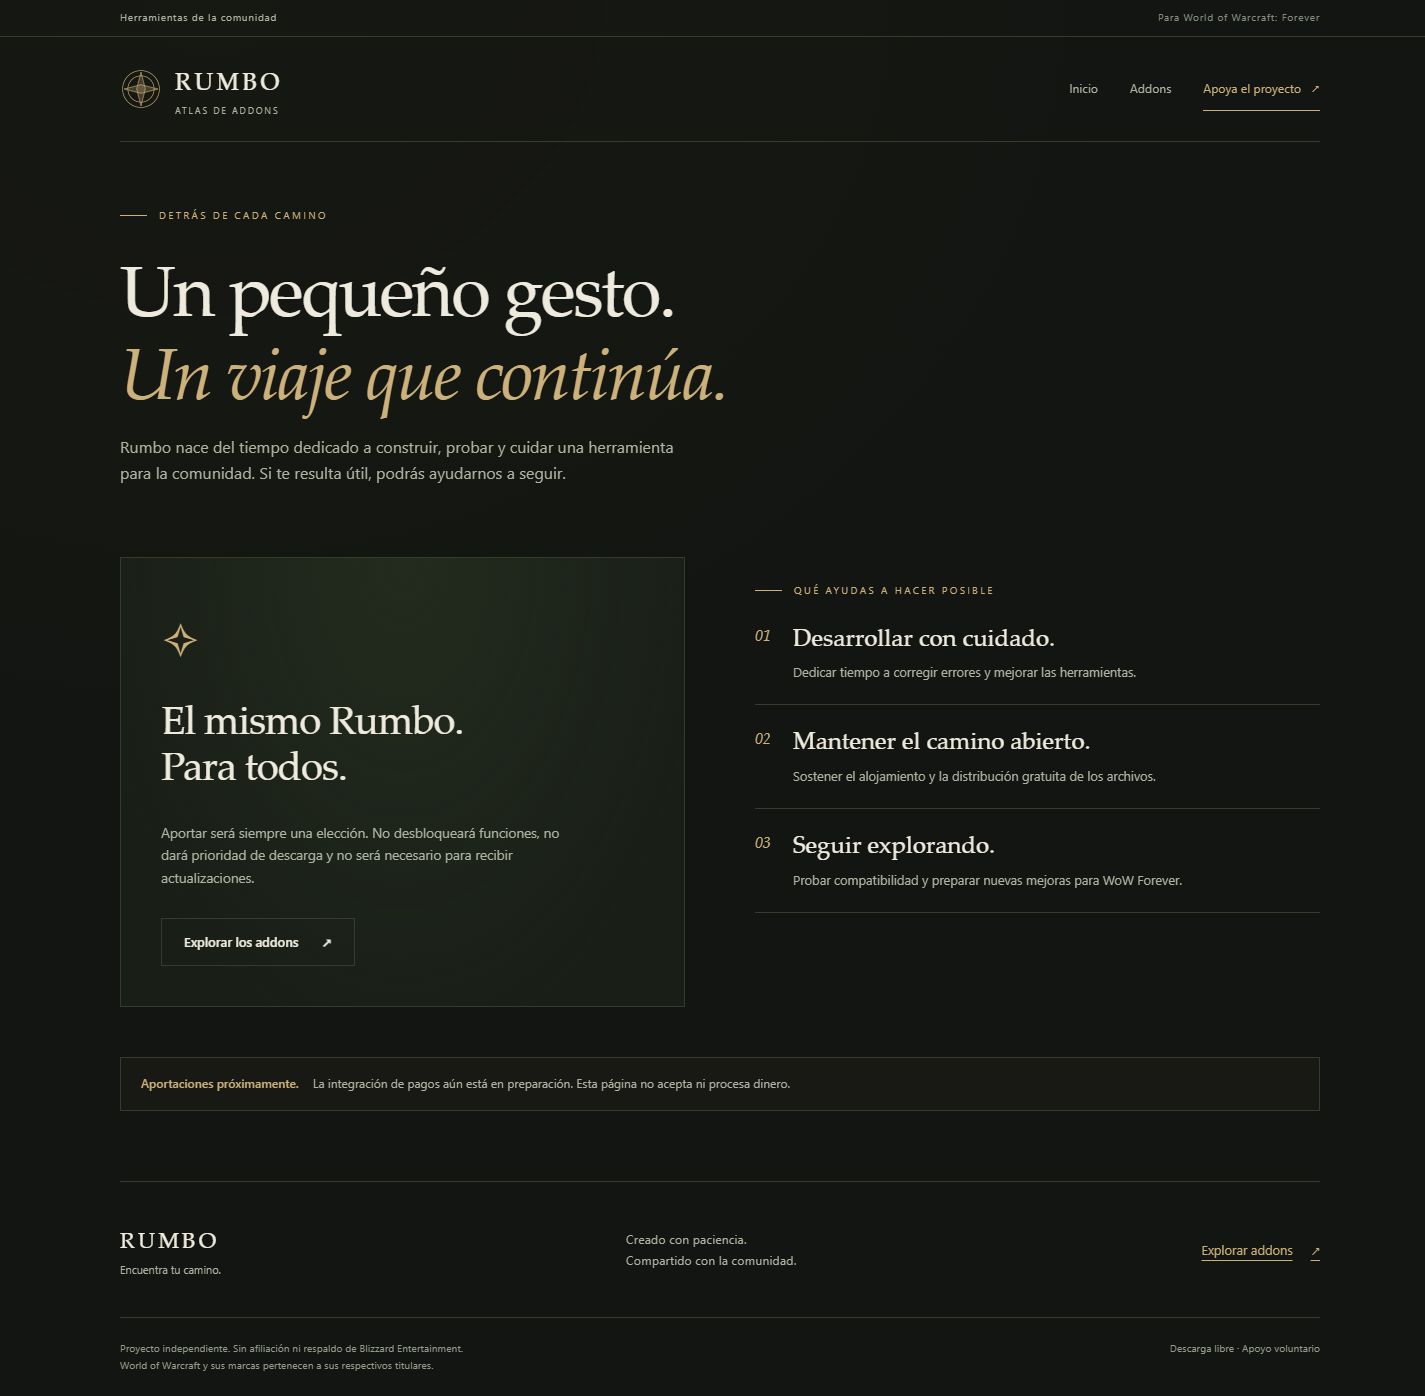 Herramientas de la comunidad
Para World of Warcraft: Forever
RUMBO
ATLAS DE ADDONS
Inicio
Addons
Apoya el proyecto ↗
DETRÁS DE CADA CAMINO
Un pequeño gesto.
Un viaje que continúa.
Rumbo nace del tiempo dedicado a construir, probar y cuidar una herramienta
para la comunidad. Si te resulta útil, podrás ayudarnos a seguir.
El mismo Rumbo.
Para todos.
Aportar será siempre una elección. No desbloqueará funciones, no
dará prioridad de descarga y no será necesario para recibir
actualizaciones.
Explorar los addons ↗
QUÉ AYUDAS A HACER POSIBLE
01 Desarrollar con cuidado.
Dedicar tiempo a corregir errores y mejorar las herramientas.
02 Mantener el camino abierto.
Sostener el alojamiento y la distribución gratuita de los archivos.
03 Seguir explorando.
Probar compatibilidad y preparar nuevas mejoras para WoW Forever.
Aportaciones próximamente. La integración de pagos aún está en preparación. Esta página no acepta ni procesa dinero.
RUMBO
Encuentra tu camino.
Creado con paciencia.
Compartido con la comunidad.
Explorar addons ↗
Proyecto independiente. Sin afiliación ni respaldo de Blizzard Entertainment.
World of Warcraft y sus marcas pertenecen a sus respectivos titulares.
Descarga libre · Apoyo voluntario